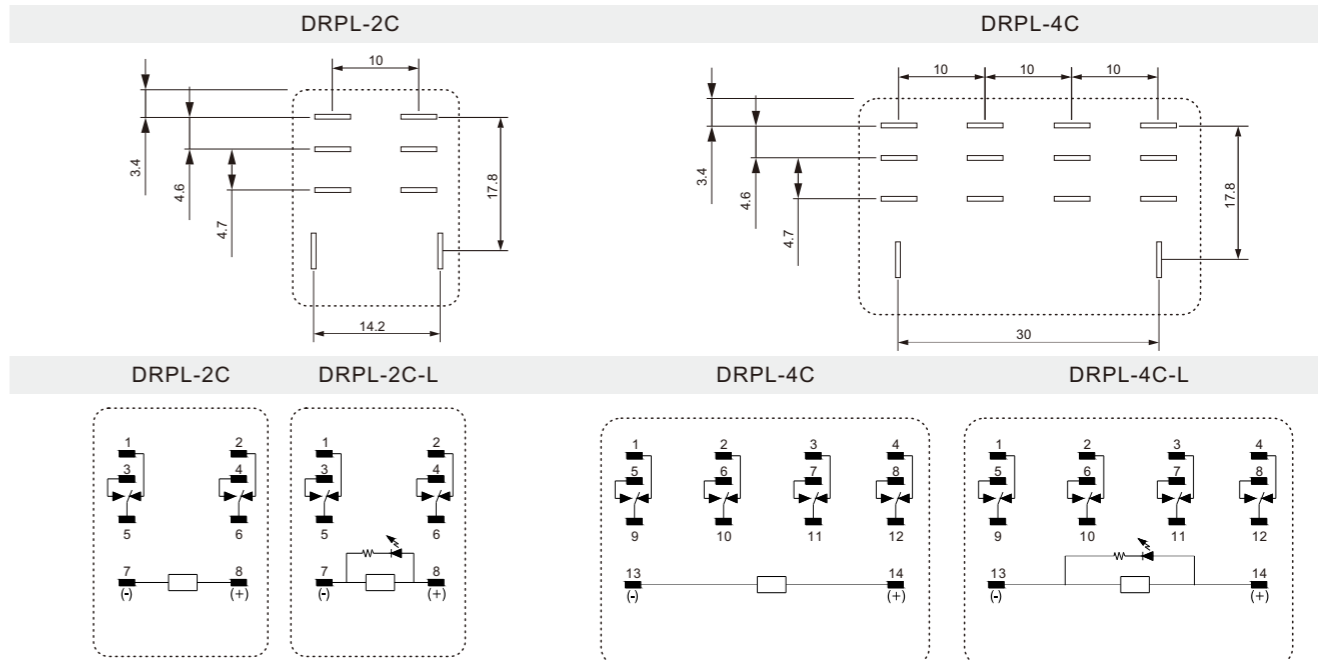 DRPL-2C DRPL-4C
10 10 10 10
3.4 4.6 4.7 17.8 3.4 4.6 4.7 17.8
14.2 30
DRPL-2C DRPL-2C-L DRPL-4C DRPL-4C-L
1 2 1 2 1 2 3 4 1 2 3 4
3 4 3 4 5 6 7 8 5 6 7 8
5 6 5 6 9 10 11 12 9 10 11 12
7 8 7 8 13 14 13 14
(-) (+) (-) (+) (-) (+) (-) (+)